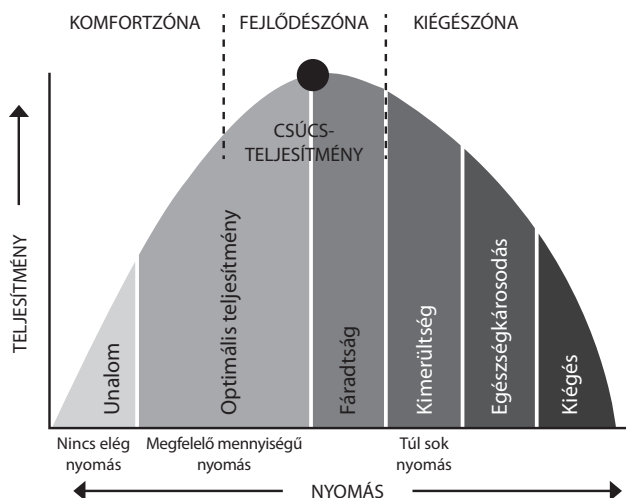 KOMFORTZÓNA
FEJLŐDÉSZÓNA
KIÉGÉSZÓNA
CSÚCS-
TELJESÍTMÉNY
TELJESÍTMÉNY
Unalom
Optimális teljesítmény
Fáradtság
Kimerültség
Egészségkárosodás
Kiégés
Nincs elég
nyomás
Megfelelő mennyiségű
nyomás
Túl sok
nyomás
NYOMÁS